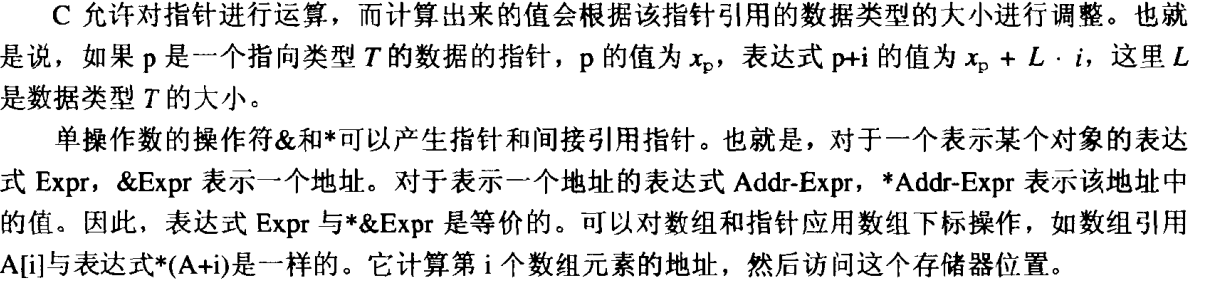 C 允许对指针进行运算，而计算出来的值会根据该指针引用的数据类型的大小进行调整。也就
是说，如果 p 是一个指向类型 T 的数据的指针，p 的值为 xp，表达式 p+i 的值为 xp + L · i，这里 L
是数据类型 T 的大小。
单操作数的操作符&和*可以产生指针和间接引用指针。也就是，对于一个表示某个对象的表达
式 Expr，&Expr 表示一个地址。对于表示一个地址的表达式 Addr-Expr，*Addr-Expr 表示该地址中
的值。因此，表达式 Expr 与*&Expr 是等价的。可以对数组和指针应用数组下标操作，如数组引用
A[i]与表达式*(A+i)是一样的。它计算第 i 个数组元素的地址，然后访问这个存储器位置。